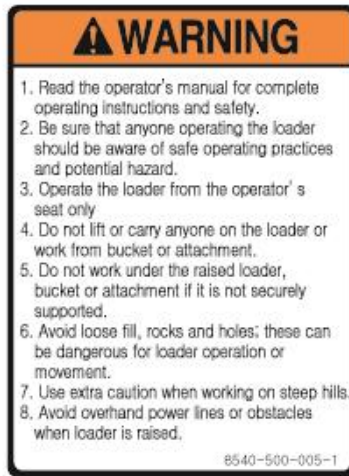 WARNING
1. Read the operator's manual for complete
operating instructions and safety.
2. Be sure that anyone operating the loader
should be aware of safe operating practices
and potential hazard.
3. Operate the loader from the operator's
seat only
4. Do not lift or carry anyone on the loader or
work from bucket or attachment.
5. Do not work under the raised loader,
bucket or attachment if it is not securely
supported.
6. Avoid loose fill, rocks and holes; these can
be dangerous for loader operation or
movement.
7. Use extra caution when working on steep hills.
8. Avoid overhand power lines or obstacles
when loader is raised.
8540-500-005-1